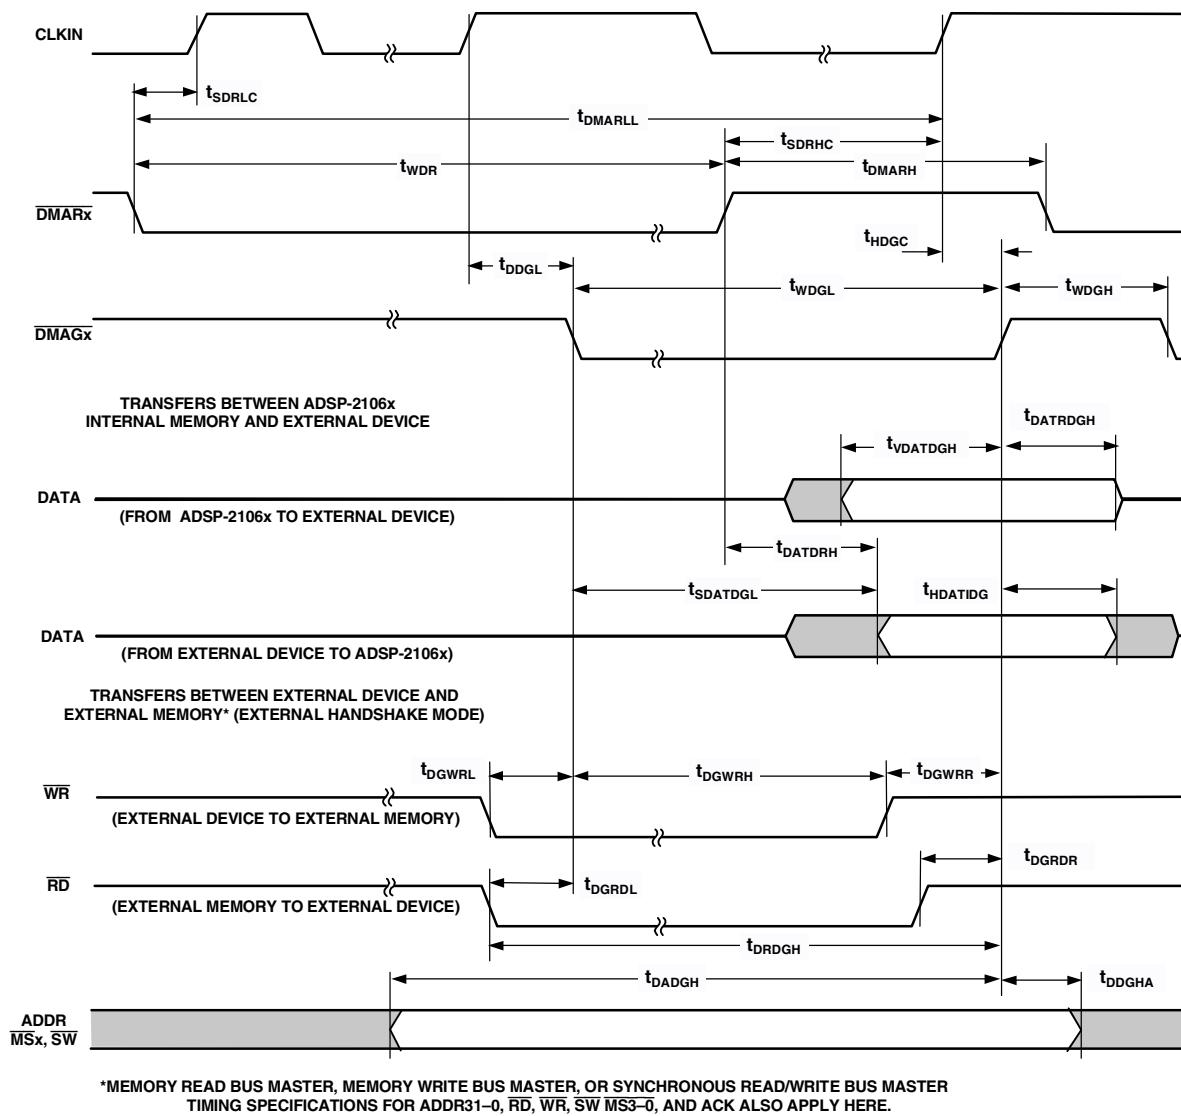 CLKIN
tSDRLC
tDMARLL
tSDRHC
tWDR
tDMARH
DMARx
tHDGC
tDDGL
tWDGL
tWDGH
DMAGx
TRANSFERS BETWEEN ADSP-2106x
INTERNAL MEMORY AND EXTERNAL DEVICE
tDATRDGH
tVDATDGH
DATA
(FROM ADSP-2106x TO EXTERNAL DEVICE)
tDATDRH
tSDATDGL
tHDATIDG
DATA
(FROM EXTERNAL DEVICE TO ADSP-2106x)
TRANSFERS BETWEEN EXTERNAL DEVICE AND
EXTERNAL MEMORY* (EXTERNAL HANDSHAKE MODE)
tDGWRL
tDGWRH
tDGWRR
WR
(EXTERNAL DEVICE TO EXTERNAL MEMORY)
tDGRDR
RD
tDGRDL
(EXTERNAL MEMORY TO EXTERNAL DEVICE)
tDRDGH
tDADGH
tDDGHA
ADDR
MSx, SW
*MEMORY READ BUS MASTER, MEMORY WRITE BUS MASTER, OR SYNCHRONOUS READ/WRITE BUS MASTER
TIMING SPECIFICATIONS FOR ADDR31–0, RD, WR, SW MS3–0, AND ACK ALSO APPLY HERE.